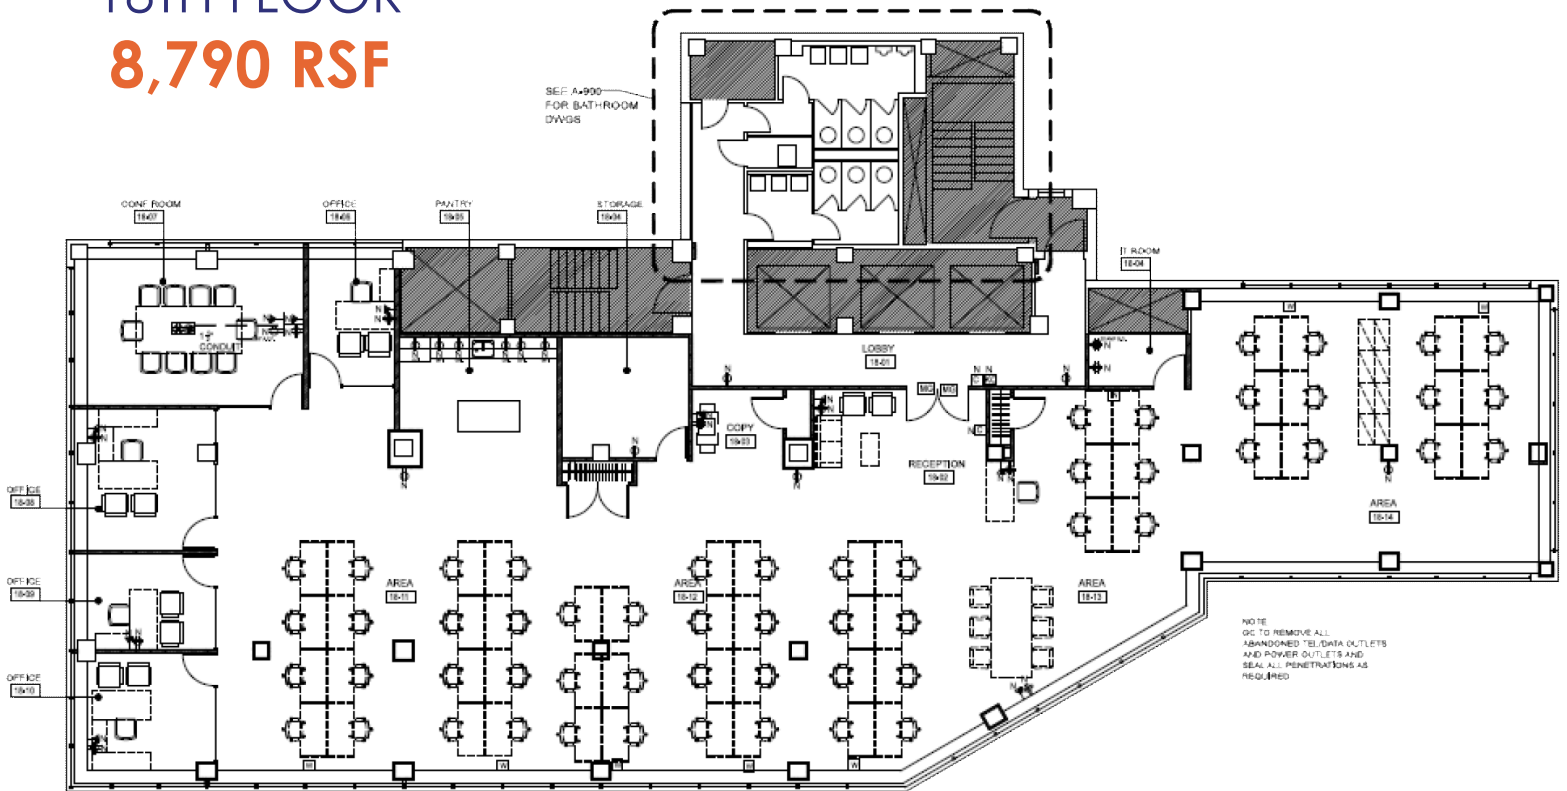 8,790 RSF
SEE A-900
FOR BATHROOM
DWGS
CONF ROOM
18-07
OFFICE
18-06
PANTRY
18-05
STORAGE
18-04
IT ROOM
18-04
CONDUIT
LOBBY
18-01
MG
MG
COPY
18-03
RECEPTION
18-02
OFFICE
18-08
OFFICE
18-09
OFFICE
18-10
AREA
18-11
AREA
18-12
AREA
18-13
AREA
18-14
NOTE
GC TO REMOVE ALL
ABANDONED TEL/DATA OUTLETS
AND POWER OUTLETS AND
SEAL ALL PENETRATIONS AS
REQUIRED